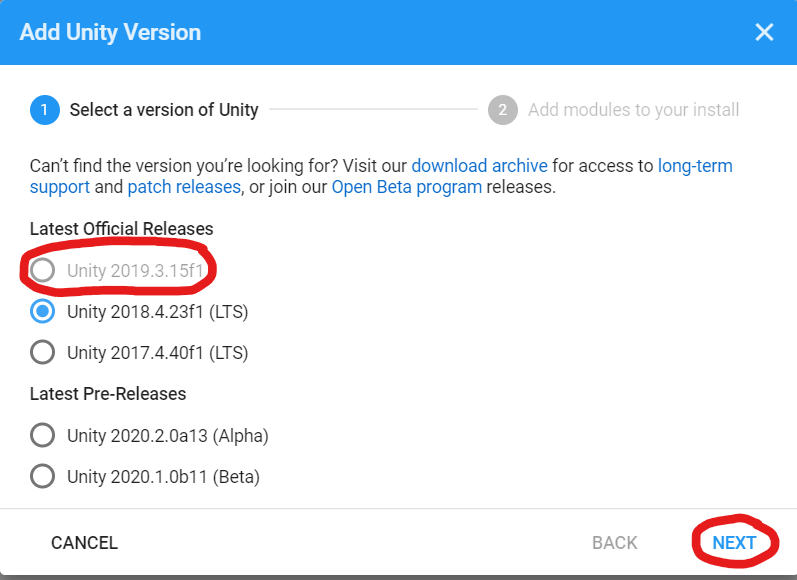 Add Unity Version
1 Select a version of Unity 2 Add modules to your install
Can't find the version you're looking for? Visit our download archive for access to long-term
support and patch releases, or join our Open Beta program releases.
Latest Official Releases
Unity 2019.3.15f1
Unity 2018.4.23f1 (LTS)
Unity 2017.4.40f1 (LTS)
Latest Pre-Releases
Unity 2020.2.0a13 (Alpha)
Unity 2020.1.0b11 (Beta)
CANCEL BACK NEXT